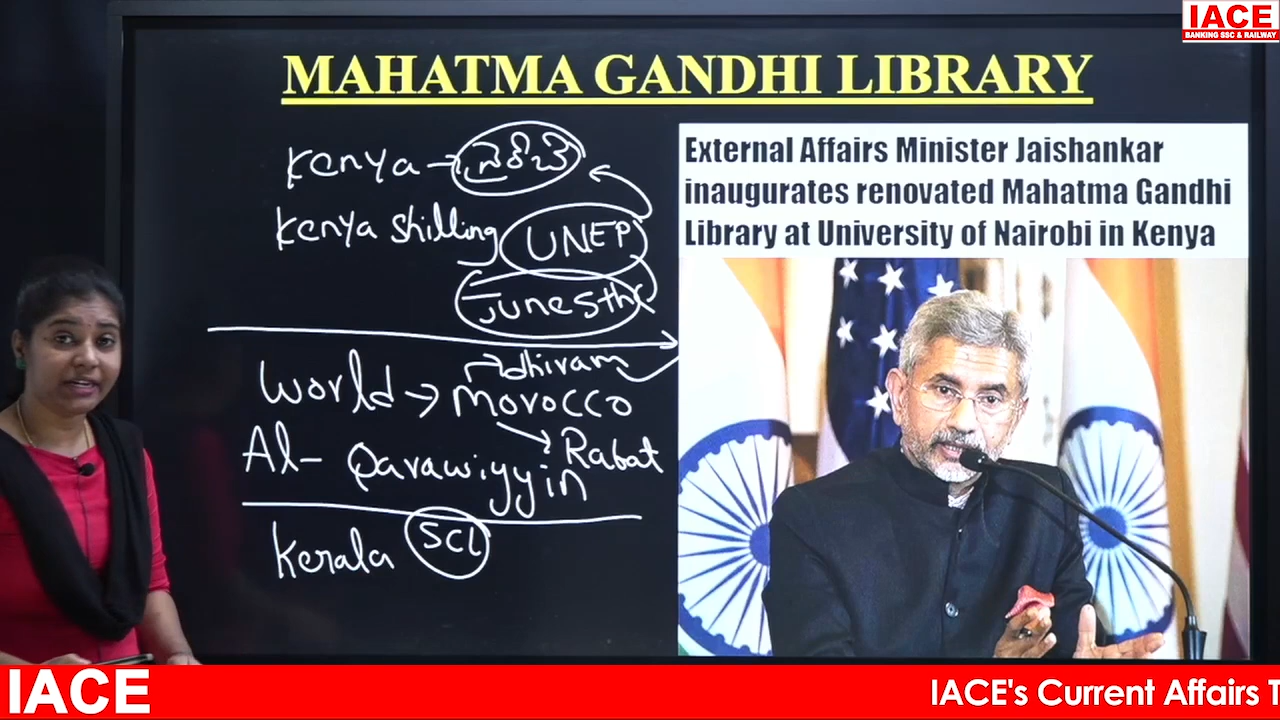 IACE
BANKING SSC & RAILWAY
MAHATMA GANDHI LIBRARY
External Affairs Minister Jaishankar
inaugurates renovated Mahatma Gandhi
Library at University of Nairobi in Kenya
Kenya →
Kenya shilling UNEP
June 5th
dhiram
World → Morocco
Rabat
Al- Qarawiyyin
Kerala SCL
IACE
IACE's Current Affairs T